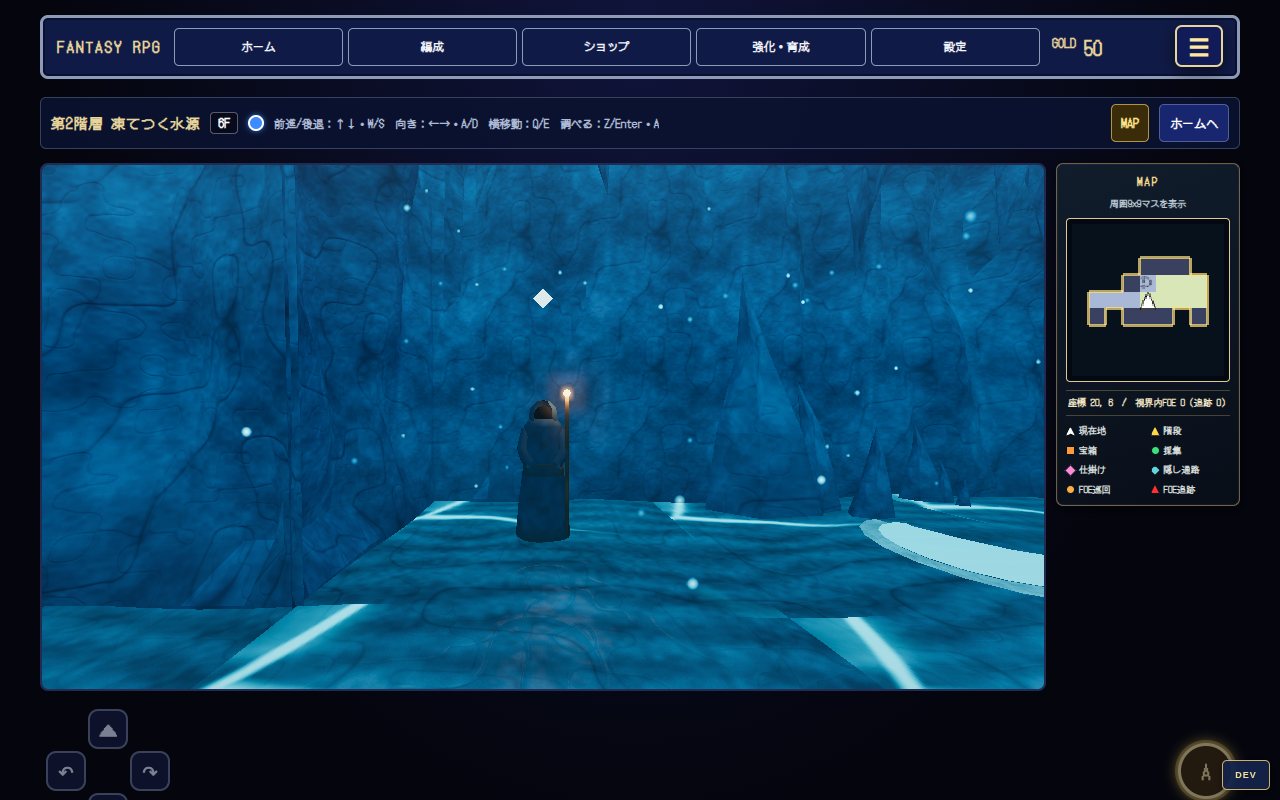 FANTASY RPG
ホーム
編成
ショップ
強化・育成
設定
GOLD 50
第2階層 凍てつく水源
6F
前進/後退：↑↓・W/S 向き：←→・A/D 横移動：Q/E 調べる：Z/Enter・A
MAP
ホームへ
MAP
周囲9x9マスを表示
座標 20, 6 / 視界内FOE 0 (追跡 0)
現在地
階段
宝箱
採集
仕掛け
隠し通路
FOE巡回
FOE追跡
A
DEV